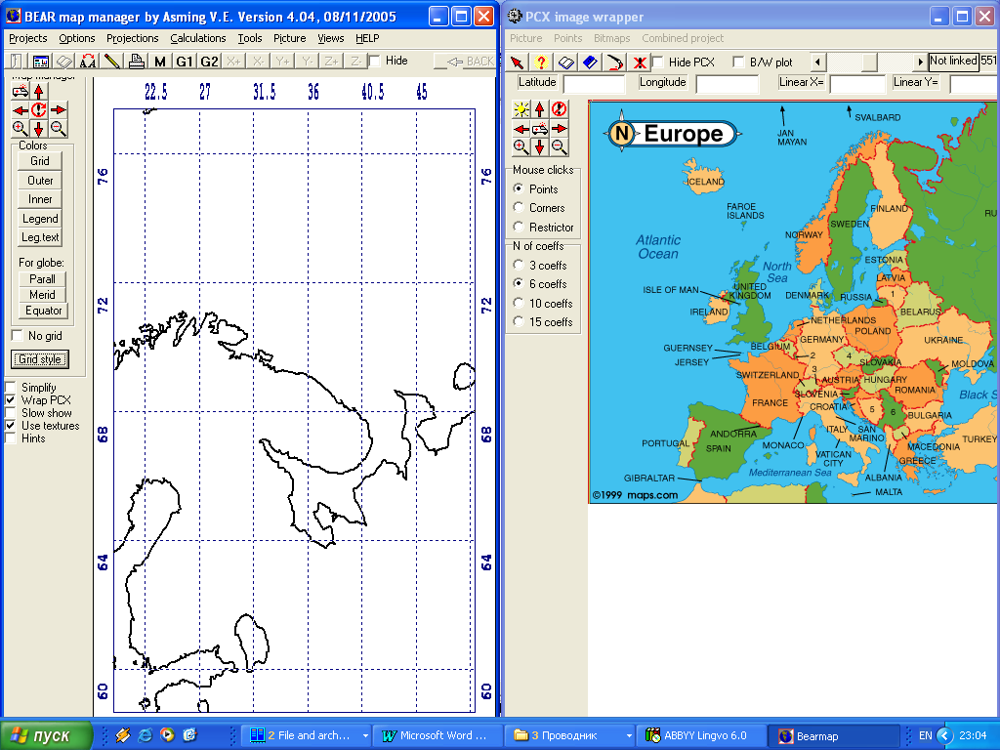 BEAR map manager by Asming V.E. Version 4.04, 08/11/2005
Projects Options Projections Calculations Tools Picture Views HELP
M G1 G2 X+ X- Y+ Y- Z+ Z- Hide BACK
Map manager
22.5 27 31.5 36 40.5 45
Colors
Grid
Outer
Inner
Legend
Leg.text
For globe:
Parall
Merid
Equator
No grid
Grid style
Simplify
Wrap PCX
Slow show
Use textures
Hints
76 76
72 72
68 68
64 64
60 60
PCX image wrapper
Picture Points Bitmaps Combined project
Hide PCX B/W plot Not linked 551
Latitude Longitude Linear X= Linear Y=
Mouse clicks
Points
Corners
Restrictor
N of coeffs
3 coeffs
6 coeffs
10 coeffs
15 coeffs
N Europe
SVALBARD
JAN
MAYAN
ICELAND
FAROE
ISLANDS
FINLAND
RU
SWEDEN
NORWAY
Atlantic
Ocean
North
Sea
ESTONIA
LATVIA
ISLE OF MAN
UNITED
KINGDOM
DENMARK
RUSSIA
1
IRELAND
BELARUS
NETHERLANDS
POLAND
GERMANY
UKRAINE
GUERNSEY
BELGIUM
JERSEY
2
4
SLOVAKIA
MOLDOVA
3
SWITZERLAND
AUSTRIA
HUNGARY
ROMANIA
SLOVENIA
Black S
FRANCE
CROATIA
5
6
BULGARIA
ANDORRA
ITALY
SAN
MARINO
PORTUGAL
SPAIN
MONACO
VATICAN
CITY
MACEDONIA
TURKEY
GREECE
Mediterranean Sea
GIBRALTAR
ALBANIA
MALTA
©1999 maps.com
пуск
2 File and arch...
Microsoft Word ...
3 Проводник
ABBYY Lingvo 6.0
Bearmap
EN
23:04